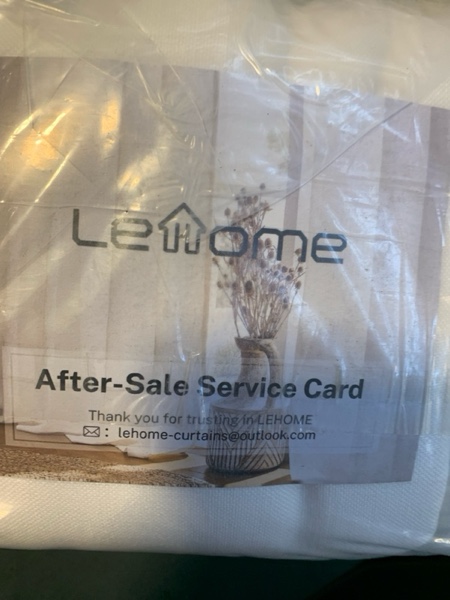 LeHome
After-Sale Service Card
Thank you for trusting in LEHOME
: lehome-curtains@outlook.com